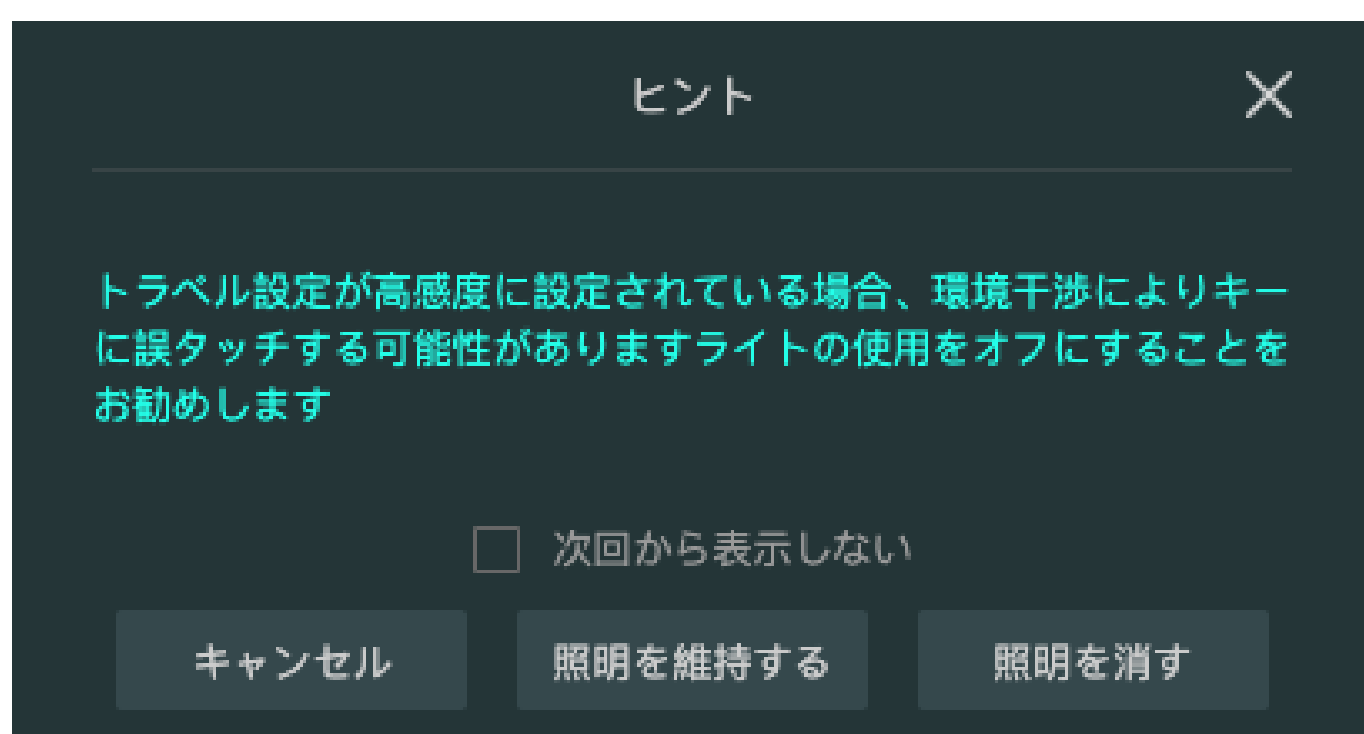 ヒント
トラベル設定が高感度に設定されている場合、環境干渉によりキー
に誤タッチする可能性がありますライトの使用をオフにすることを
お勧めします
次回から表示しない
キャンセル
照明を維持する
照明を消す